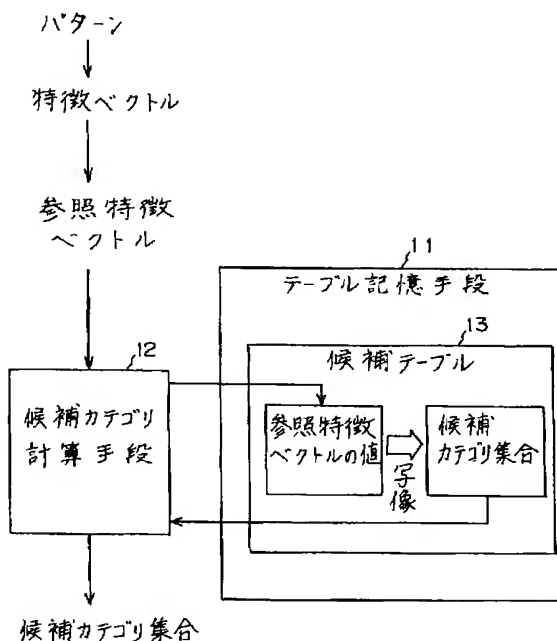 パターン
特徴ベクトル
参照特徴
ベクトル
11
テーブル記憶手段
12
13
候補テーブル
候補カテゴリ
計算手段
参照特徴
ベクトルの値
写像
候補
カテゴリ集合
候補カテゴリ集合